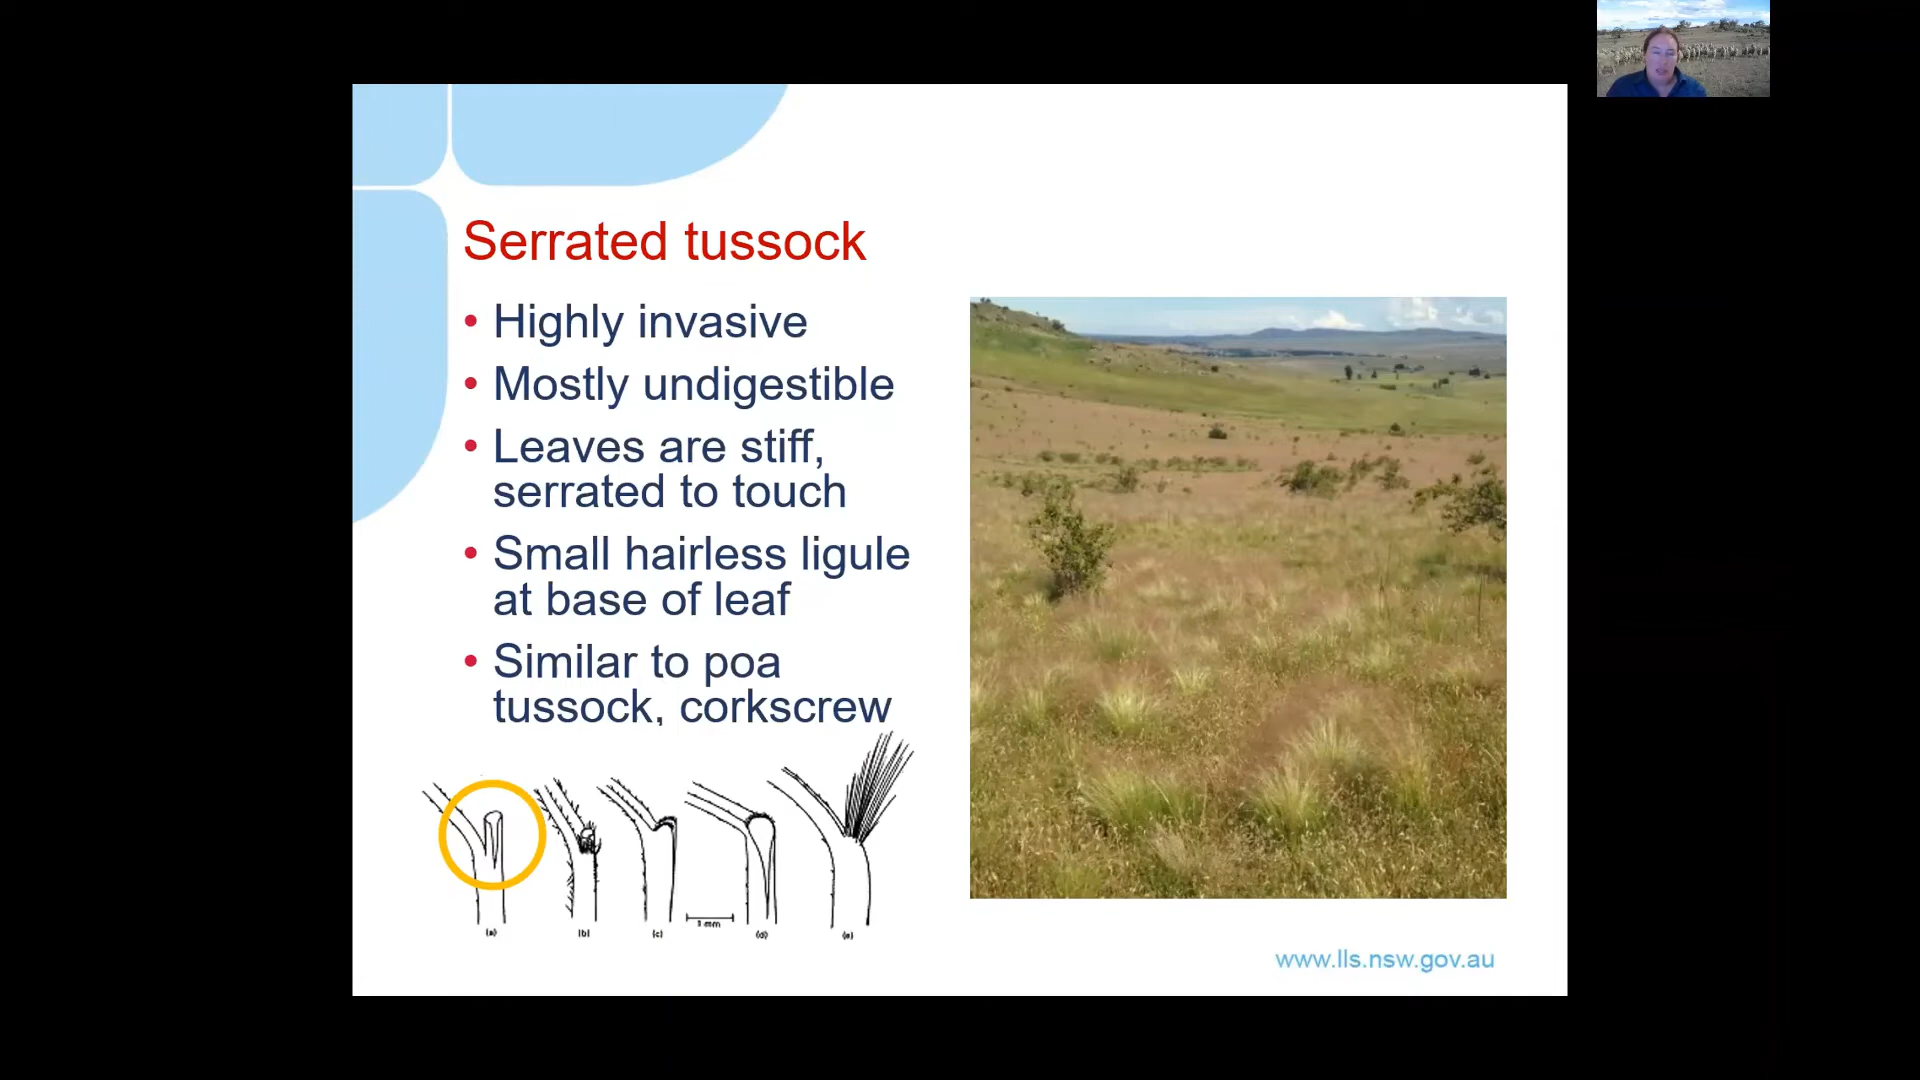 Serrated tussock
• Highly invasive
• Mostly undigestible
• Leaves are stiff,
serrated to touch
• Small hairless ligule
at base of leaf
• Similar to poa
tussock, corkscrew
1 mm
(a) (b) (c) (d) (e)
www.lls.nsw.gov.au